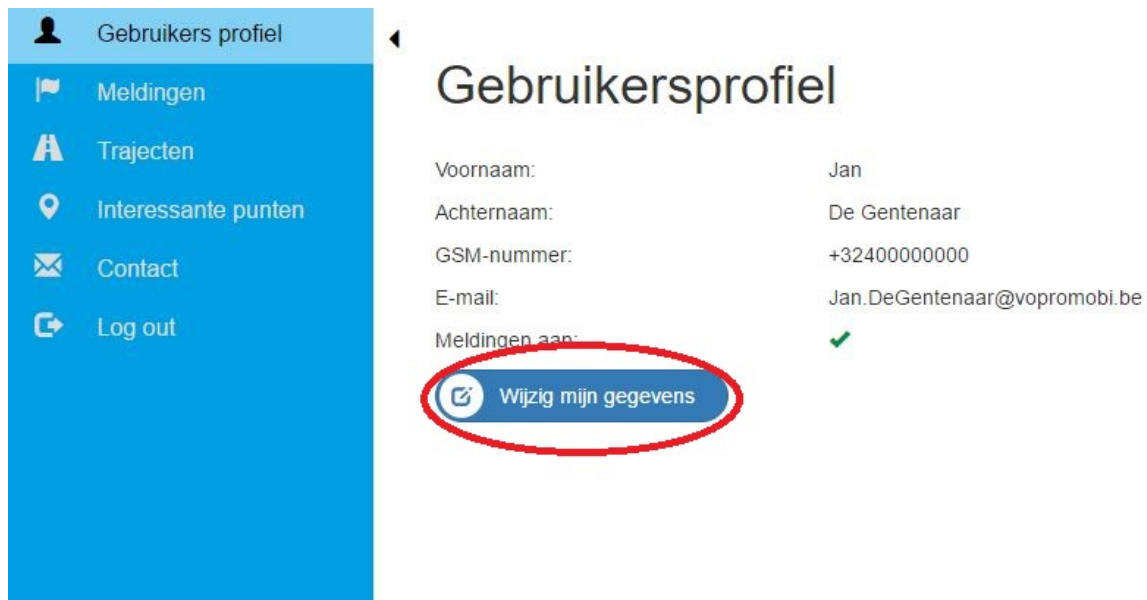 Gebruikers profiel
Meldingen
Trajecten
Interessante punten
Contact
Log out
Gebruikersprofiel
Voornaam: Jan
Achternaam: De Gentenaar
GSM-nummer: +32400000000
E-mail: Jan.DeGentenaar@vopromobi.be
Meldingen aan:
Wijzig mijn gegevens